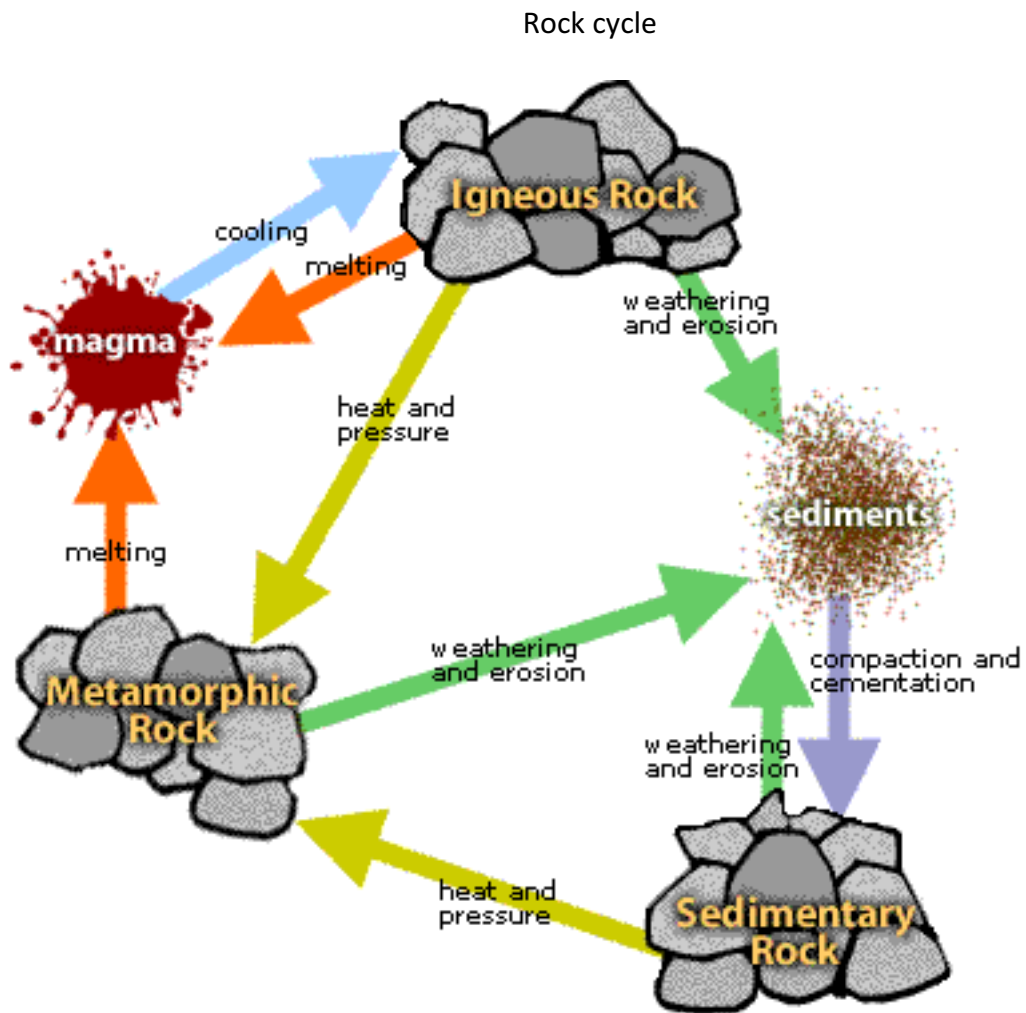 Rock cycle
Igneous Rock
cooling
melting
weathering
and erosion
magma
heat and
pressure
sediments
melting
weathering
and erosion
compaction and
cementation
Metamorphic
Rock
weathering
and erosion
heat and
pressure
Sedimentary
Rock